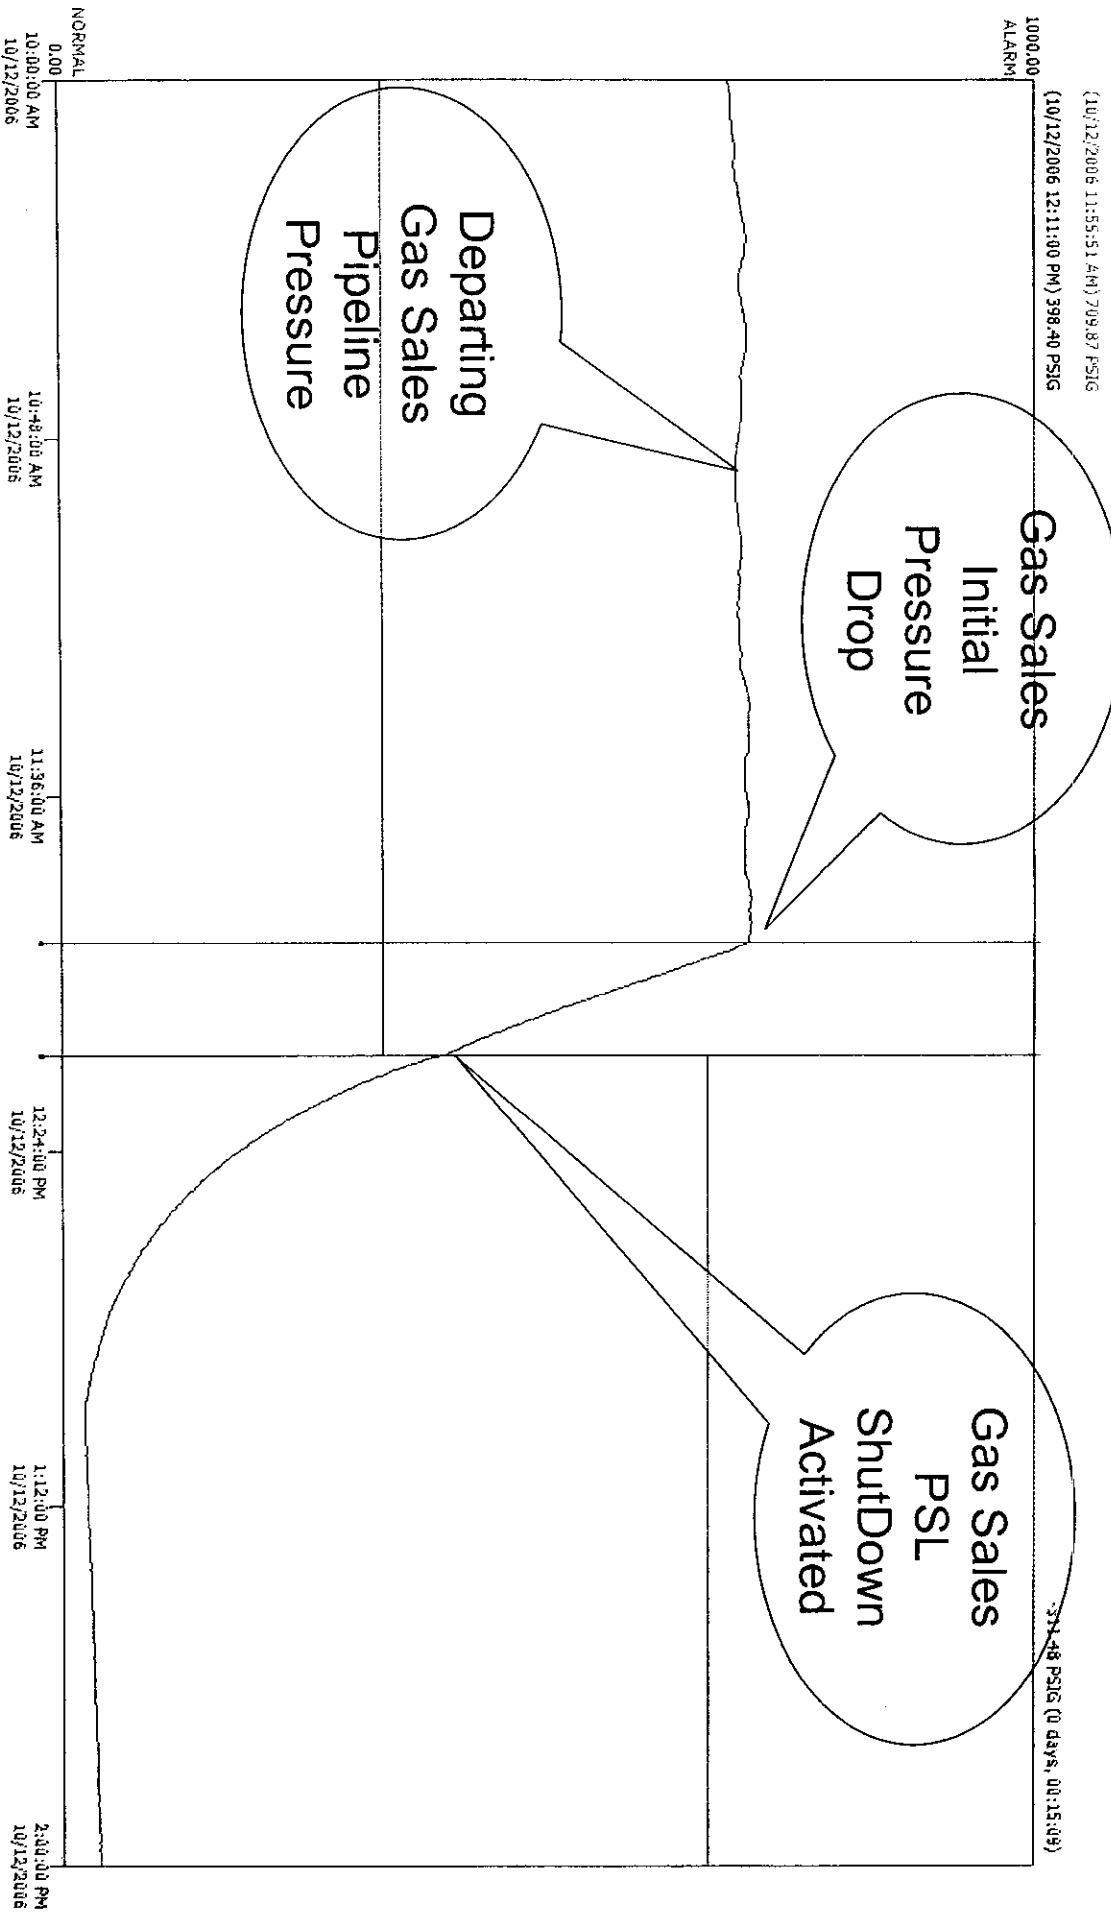 (10/12/2006 11:55:51 AM) 709.87 PSIG
(10/12/2006 12:11:00 PM) 398.40 PSIG
-311.48 PSIG (0 days, 00:15:09)
1000.00
ALARM
Gas Sales
Initial
Pressure
Drop
Gas Sales
PSL
ShutDown
Activated
Departing
Gas Sales
Pipeline
Pressure
NORMAL
0.00
10:00:00 AM
10/12/2006
10:48:00 AM
10/12/2006
11:36:00 AM
10/12/2006
12:24:00 PM
10/12/2006
1:12:00 PM
10/12/2006
2:00:00 PM
10/12/2006